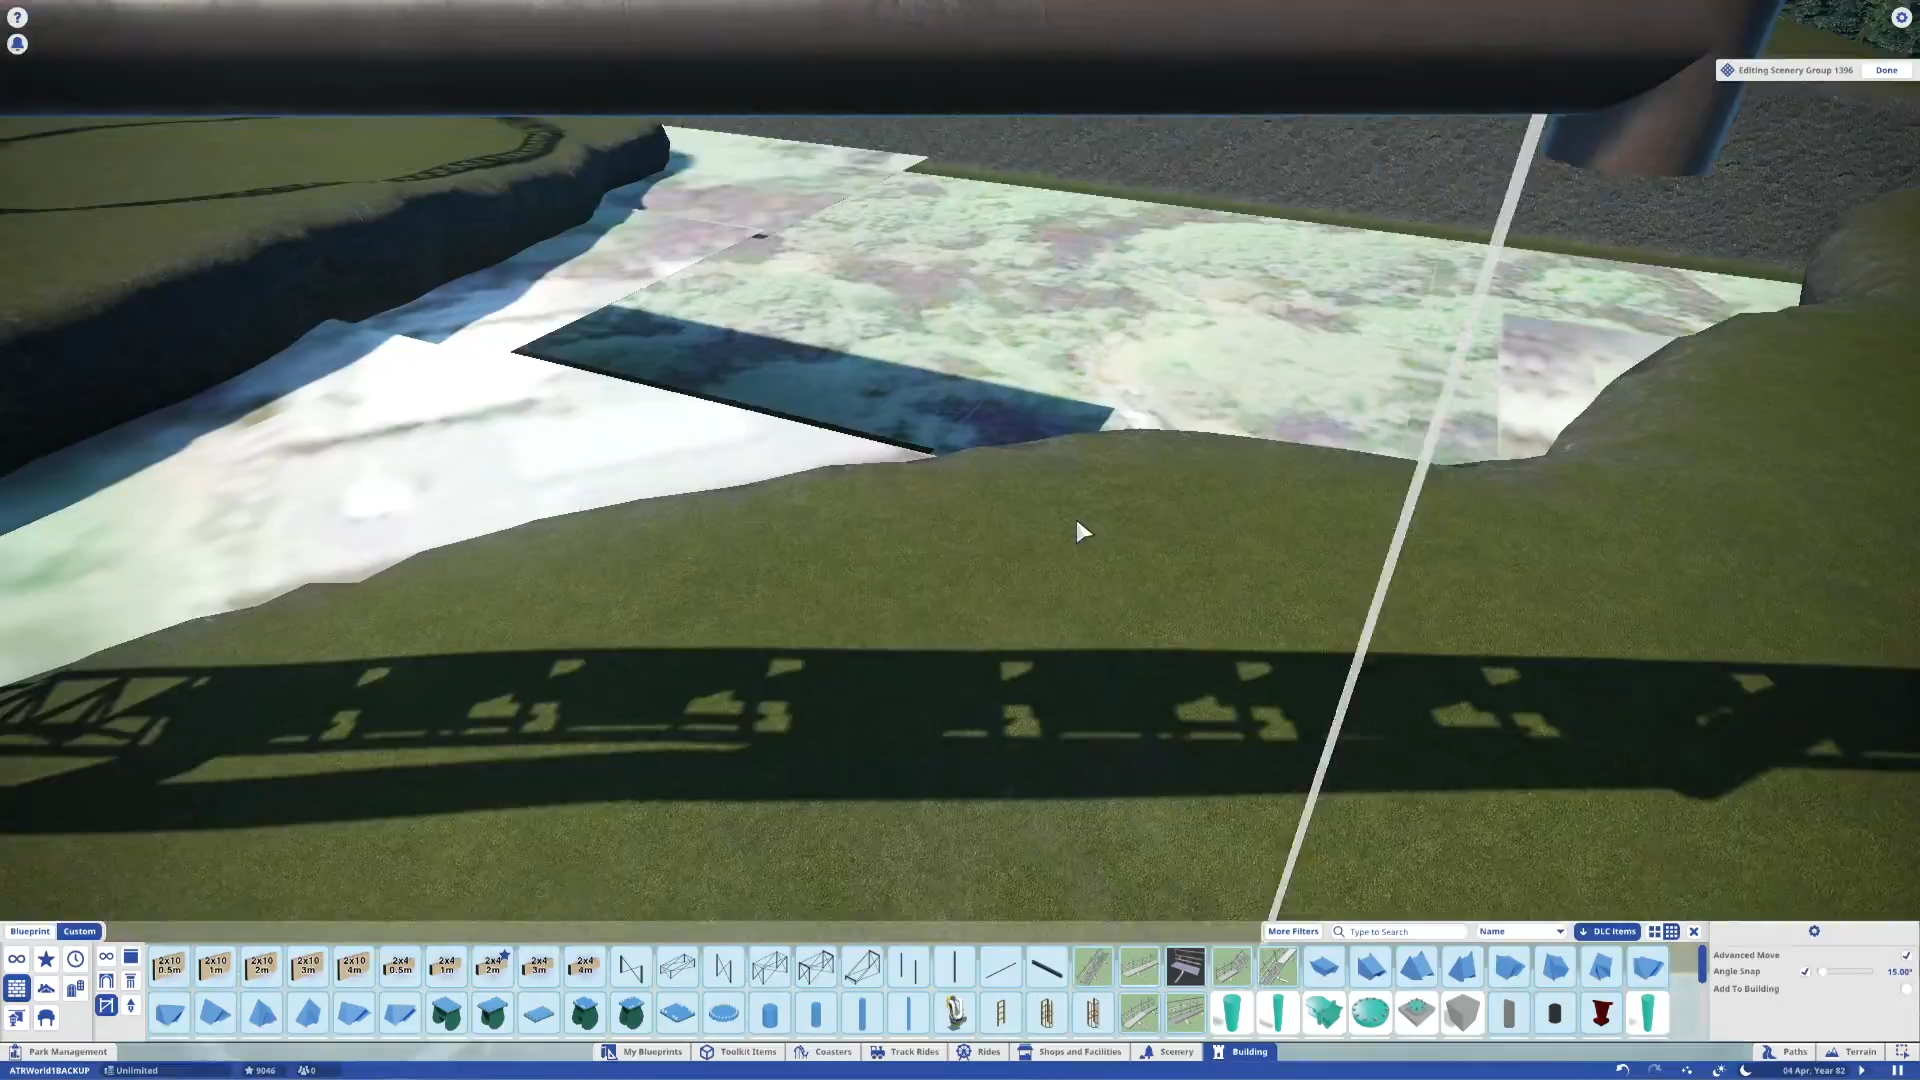 ?
Editing Scenery Group 1396 Done
Blueprint Custom
More Filters Type to Search Name DLC Items
2x10 0.5m 2x10 1m 2x10 2m 2x10 3m 2x10 4m 2x4 0.5m 2x4 1m 2x4 2m 2x4 3m 2x4 4m
Advanced Move
Angle Snap 15.00°
Add To Building
Park Management My Blueprints Toolkit Items Coasters Track Rides Rides Shops and Facilities Scenery Building Paths Terrain
ATRWorld1BACKUP Unlimited 9046 0 04 Apr, Year 82